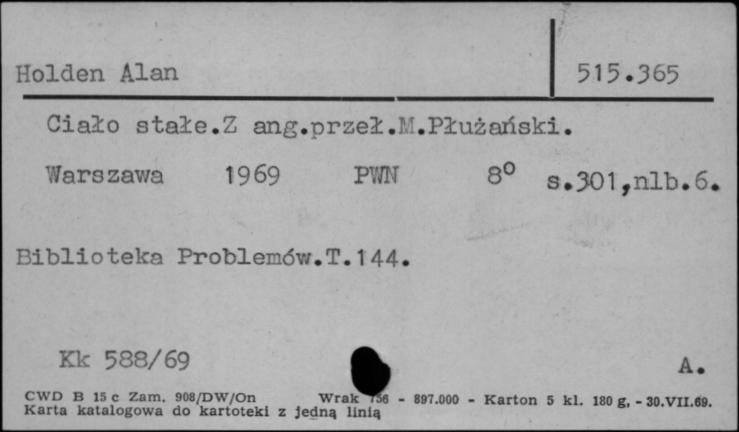 Holden Alan 515.365
Ciało stałe.Z ang.przeł.M.Płużański.
Warszawa 1969 PWN 8° s.301,nlb.6.
Biblioteka Problemów.T.144.
Kk 588/69 A.
CWD B 15 c Zam. 908/DW/On Wrak 756 - 897.000 - Karton 5 kl. 180 g, - 30.VII.69.
Karta katalogowa do kartoteki z jedną linią